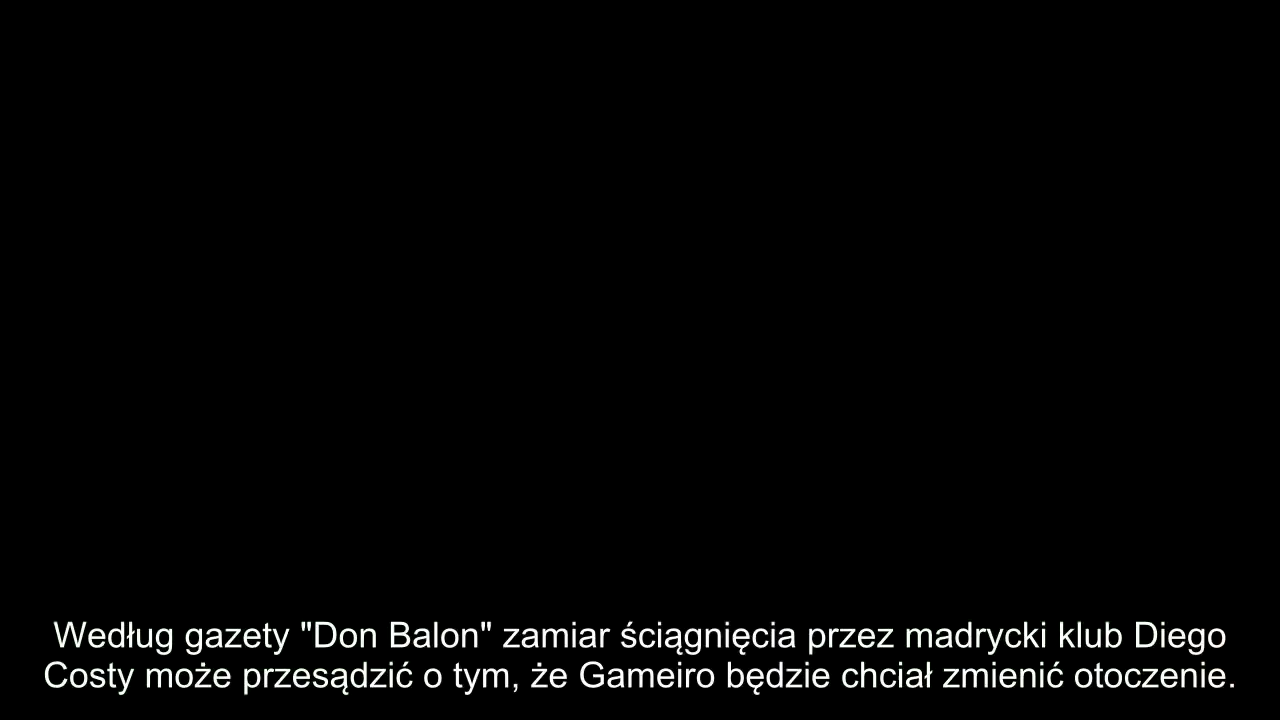 Według gazety "Don Balon" zamiar ściągnięcia przez madrycki klub Diego
Costy może przesądzić o tym, że Gameiro będzie chciał zmienić otoczenie.